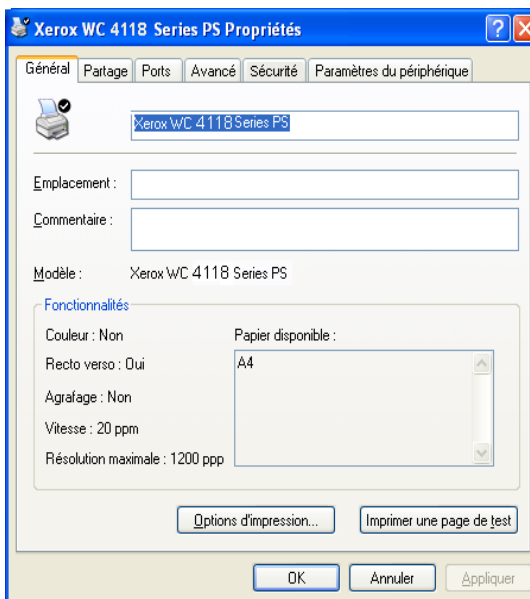 Xerox WC 4118 Series PS Propriétés
Général Partage Ports Avancé Sécurité Paramètres du périphérique
Xerox WC 4118 Series PS
Emplacement :
Commentaire :
Modèle : Xerox WC 4118 Series PS
Fonctionnalités
Couleur : Non Papier disponible :
Recto verso : Oui A4
Agrafage : Non
Vitesse : 20 ppm
Résolution maximale : 1200 ppp
Options d'impression... Imprimer une page de test
OK Annuler Appliquer